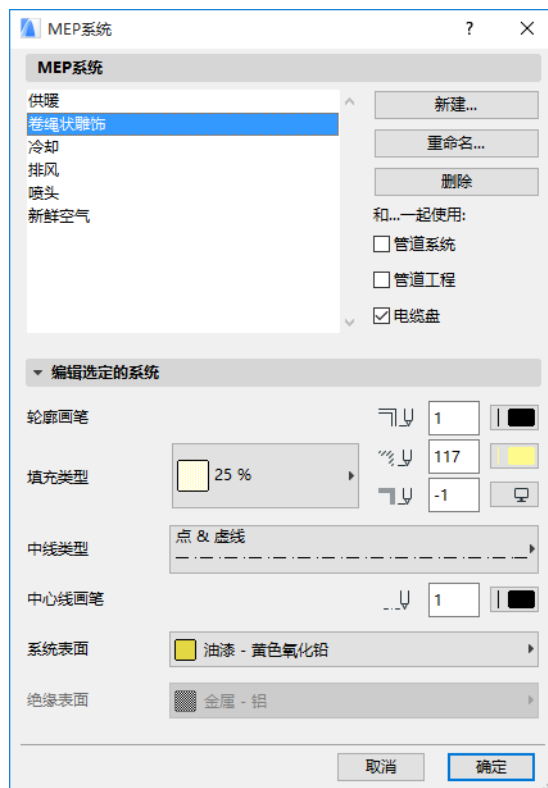 MEP系统
?
MEP系统
供暖
卷绳状雕饰
冷却
排风
喷头
新鲜空气
新建...
重命名...
删除
和...一起使用:
管道系统
管道工程
电缆盘
编辑选定的系统
轮廓画笔
1
填充类型
25 %
117
-1
中线类型
点 & 虚线
中心线画笔
1
系统表面
油漆 - 黄色氧化铅
绝缘表面
金属 - 铝
取消
确定